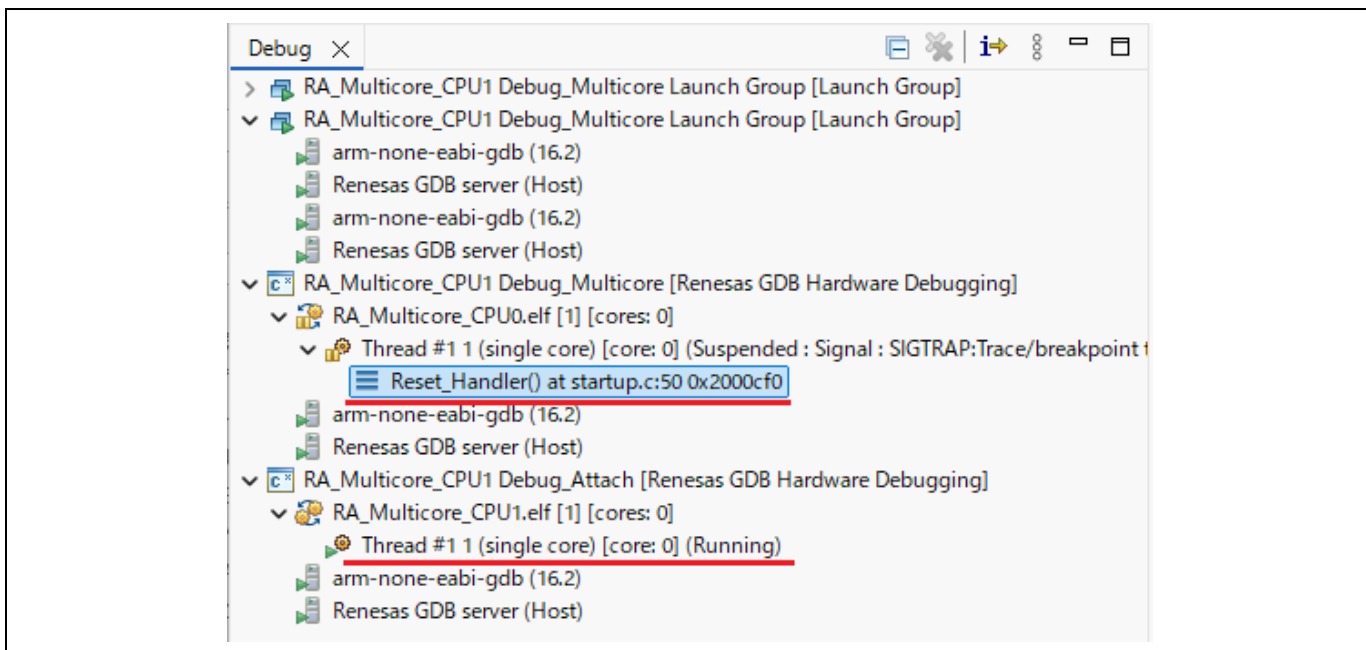 Debug
RA_Multicore_CPU1 Debug_Multicore Launch Group [Launch Group]
RA_Multicore_CPU1 Debug_Multicore Launch Group [Launch Group]
arm-none-eabi-gdb (16.2)
Renesas GDB server (Host)
arm-none-eabi-gdb (16.2)
Renesas GDB server (Host)
RA_Multicore_CPU1 Debug_Multicore [Renesas GDB Hardware Debugging]
RA_Multicore_CPU0.elf [1] [cores: 0]
Thread #1 1 (single core) [core: 0] (Suspended : Signal : SIGTRAP:Trace/breakpoint t
Reset_Handler() at startup.c:50 0x2000cf0
arm-none-eabi-gdb (16.2)
Renesas GDB server (Host)
RA_Multicore_CPU1 Debug_Attach [Renesas GDB Hardware Debugging]
RA_Multicore_CPU1.elf [1] [cores: 0]
Thread #1 1 (single core) [core: 0] (Running)
arm-none-eabi-gdb (16.2)
Renesas GDB server (Host)